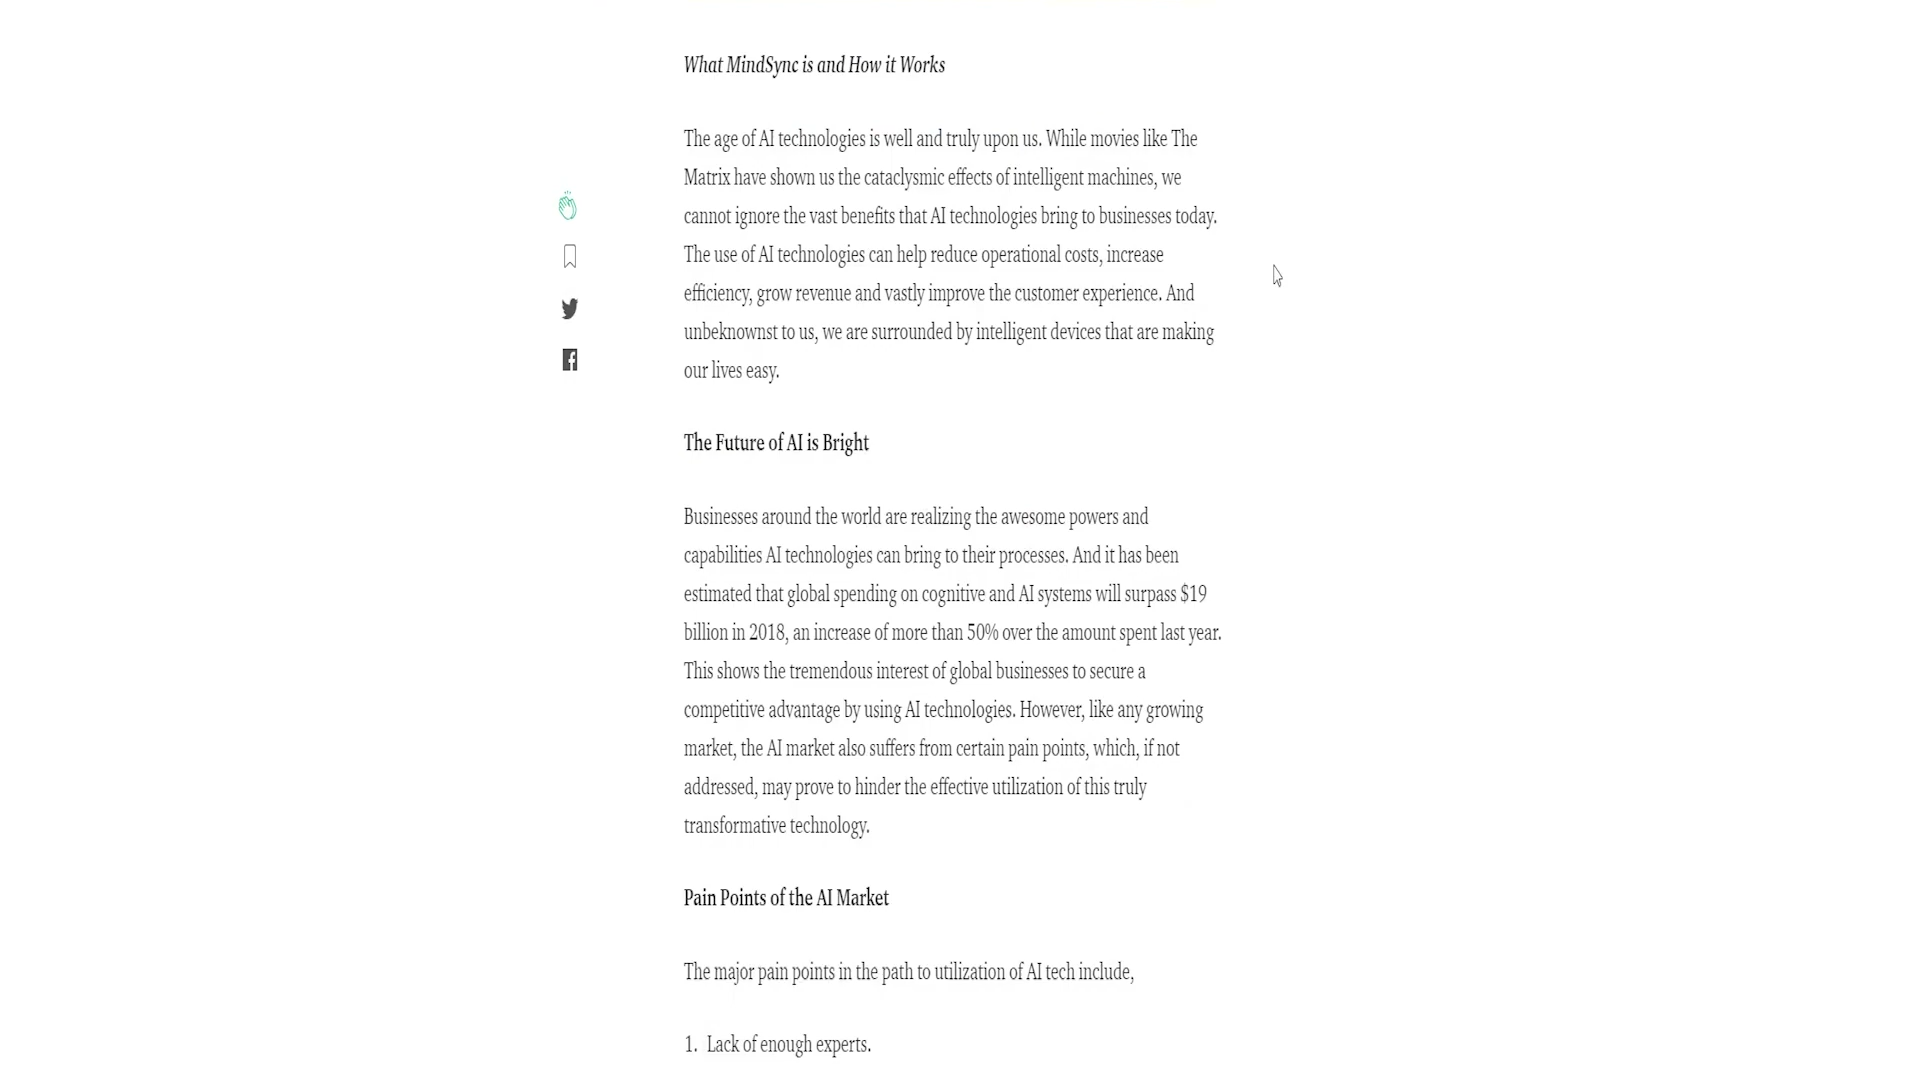 What MindSync is and How it Works
The age of AI technologies is well and truly upon us. While movies like The
Matrix have shown us the cataclysmic effects of intelligent machines, we
cannot ignore the vast benefits that AI technologies bring to businesses today.
The use of AI technologies can help reduce operational costs, increase
efficiency, grow revenue and vastly improve the customer experience. And
unbeknownst to us, we are surrounded by intelligent devices that are making
our lives easy.
The Future of AI is Bright
Businesses around the world are realizing the awesome powers and
capabilities AI technologies can bring to their processes. And it has been
estimated that global spending on cognitive and AI systems will surpass $19
billion in 2018, an increase of more than 50% over the amount spent last year.
This shows the tremendous interest of global businesses to secure a
competitive advantage by using AI technologies. However, like any growing
market, the AI market also suffers from certain pain points, which, if not
addressed, may prove to hinder the effective utilization of this truly
transformative technology.
Pain Points of the AI Market
The major pain points in the path to utilization of AI tech include,
1. Lack of enough experts.